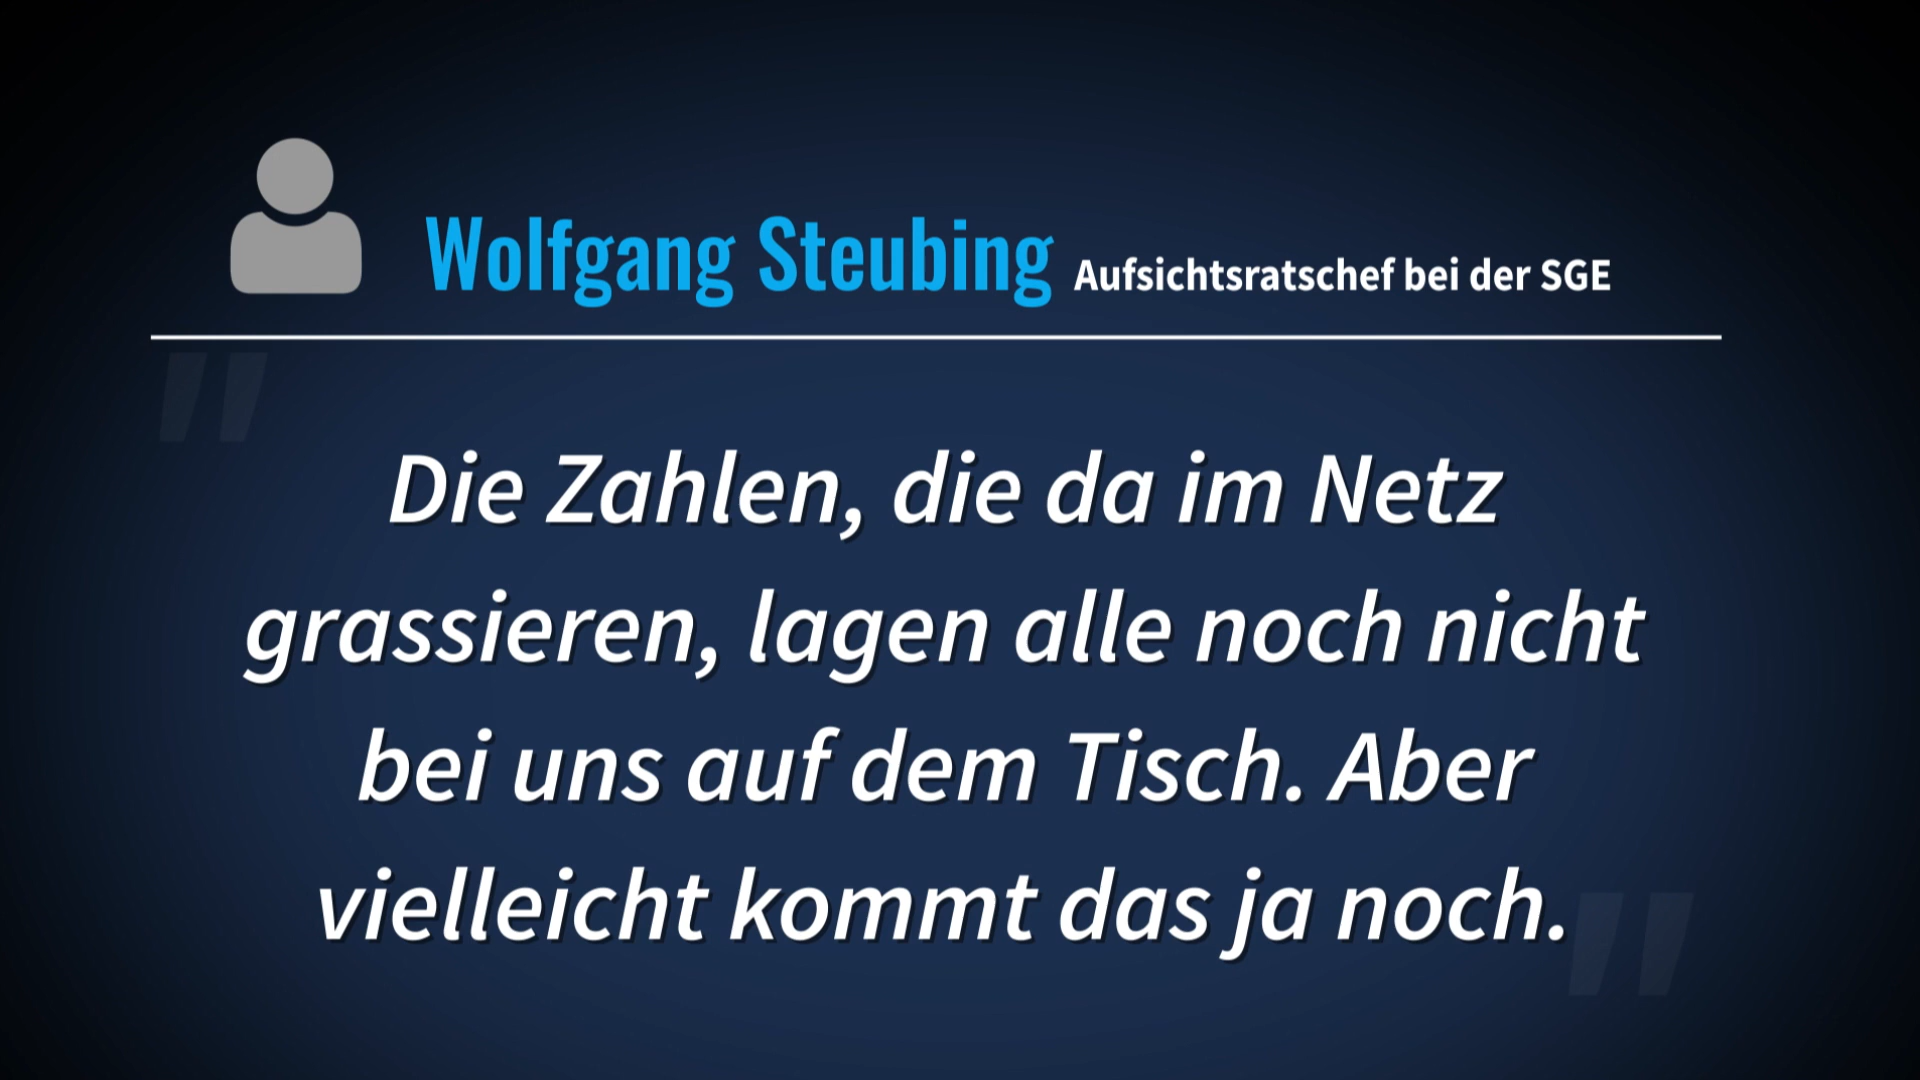 Wolfgang Steubing Aufsichtsratschef bei der SGE
"Die Zahlen, die da im Netz
grassieren, lagen alle noch nicht
bei uns auf dem Tisch. Aber
vielleicht kommt das ja noch."